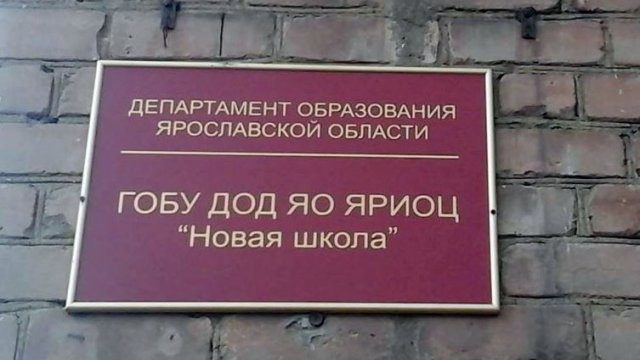 ДЕПАРТАМЕНТ ОБРАЗОВАНИЯ
ЯРОСЛАВСКОЙ ОБЛАСТИ
ГОБУ ДОД ЯО ЯРИОЦ
“Новая школа”